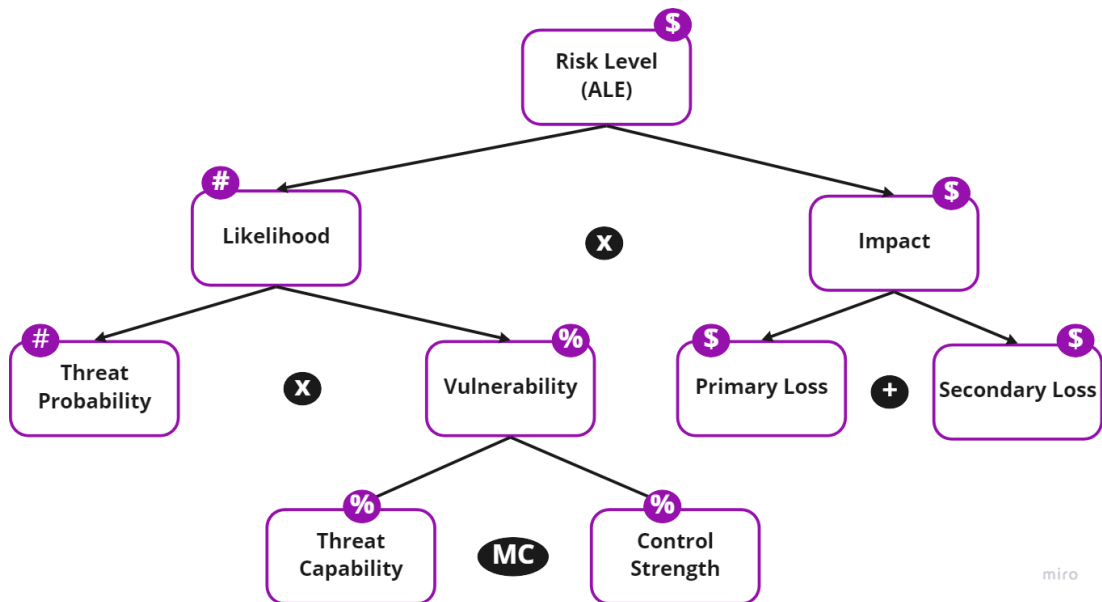 $
Risk Level
(ALE)
#
Likelihood
x
$
Impact
#
Threat
Probability
x
%
Vulnerability
$
Primary Loss
+
$
Secondary Loss
%
Threat
Capability
MC
%
Control
Strength
miro